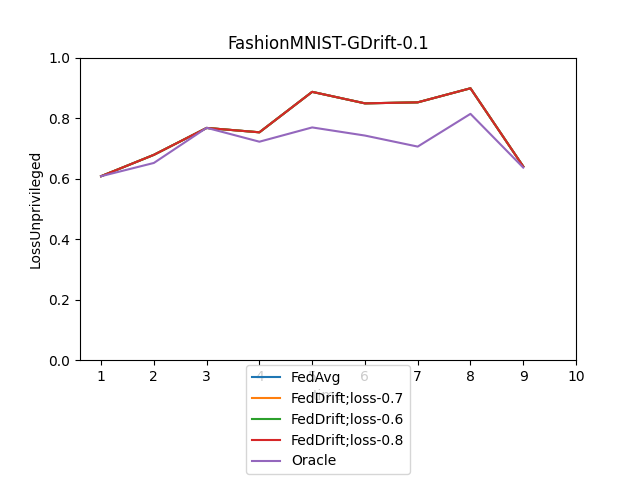 FashionMNIST-GDrift-0.1
LossUnprivileged
1.0
0.8
0.6
0.4
0.2
0.0
1 2 3 4 5 6 7 8 9 10
FedAvg
FedDrift;loss-0.7
FedDrift;loss-0.6
FedDrift;loss-0.8
Oracle